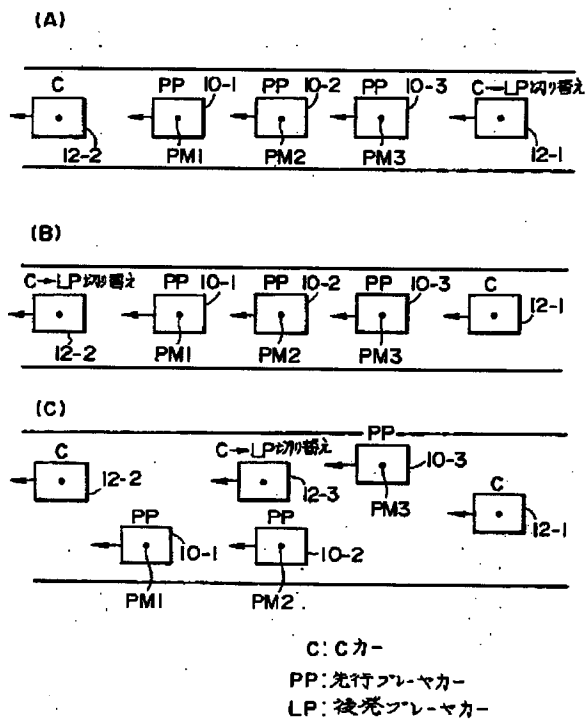 (A)
C PP 10-1 PP 10-2 PP 10-3 C→LP切り替え
12-2 PM1 PM2 PM3 12-1
(B)
C→LP切り替え PP 10-1 PP 10-2 PP 10-3 C
12-1
12-2 PM1 PM2 PM3
(C)
PP
C C→LP切り替え
10-3
12-2 12-3 PM3 C
PP PP 12-1
10-1 10-2
PM1 PM2
C:Cカー
PP:先行プレーヤカー
LP:後発プレーヤカー